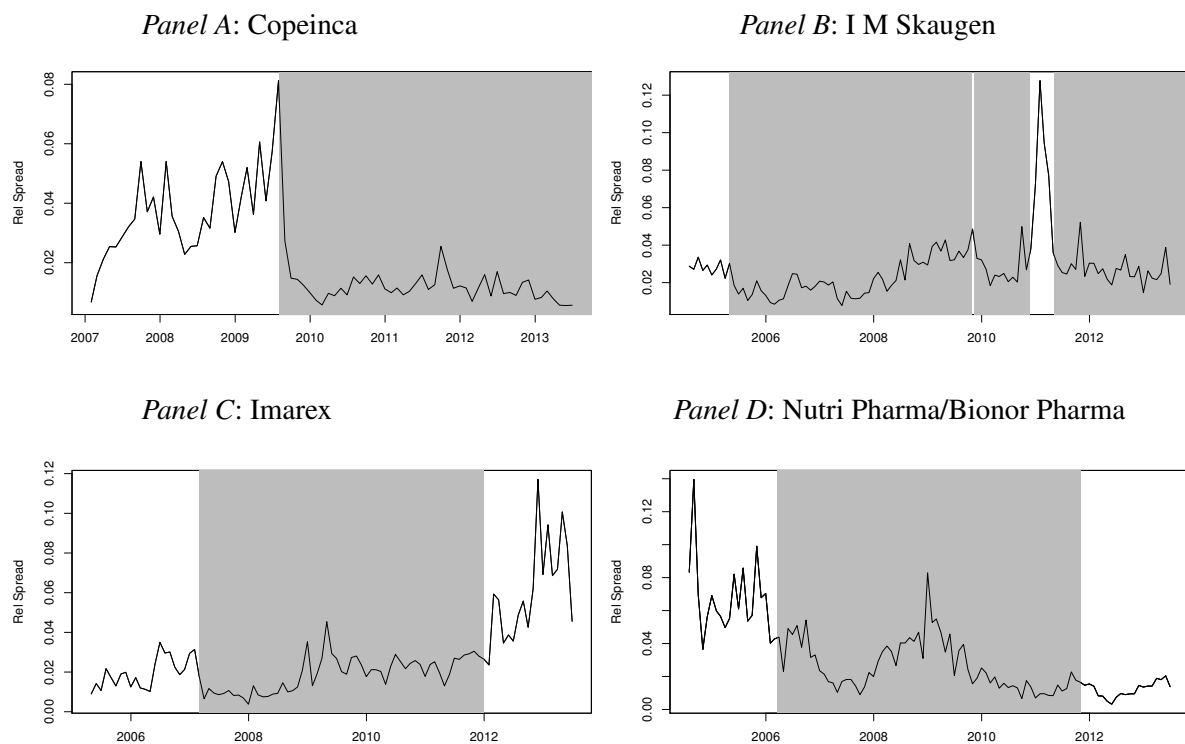 Panel A: Copeinca
Panel B: I M Skaugen
Rel Spread
0.08
0.06
0.04
0.02
2007 2008 2009 2010 2011 2012 2013
Rel Spread
0.12
0.10
0.08
0.06
0.04
0.02
2006 2008 2010 2012
Panel C: Imarex
Panel D: Nutri Pharma/Bionor Pharma
Rel Spread
0.12
0.10
0.08
0.06
0.04
0.02
0.00
2006 2008 2010 2012
Rel Spread
0.12
0.08
0.04
0.00
2006 2008 2010 2012